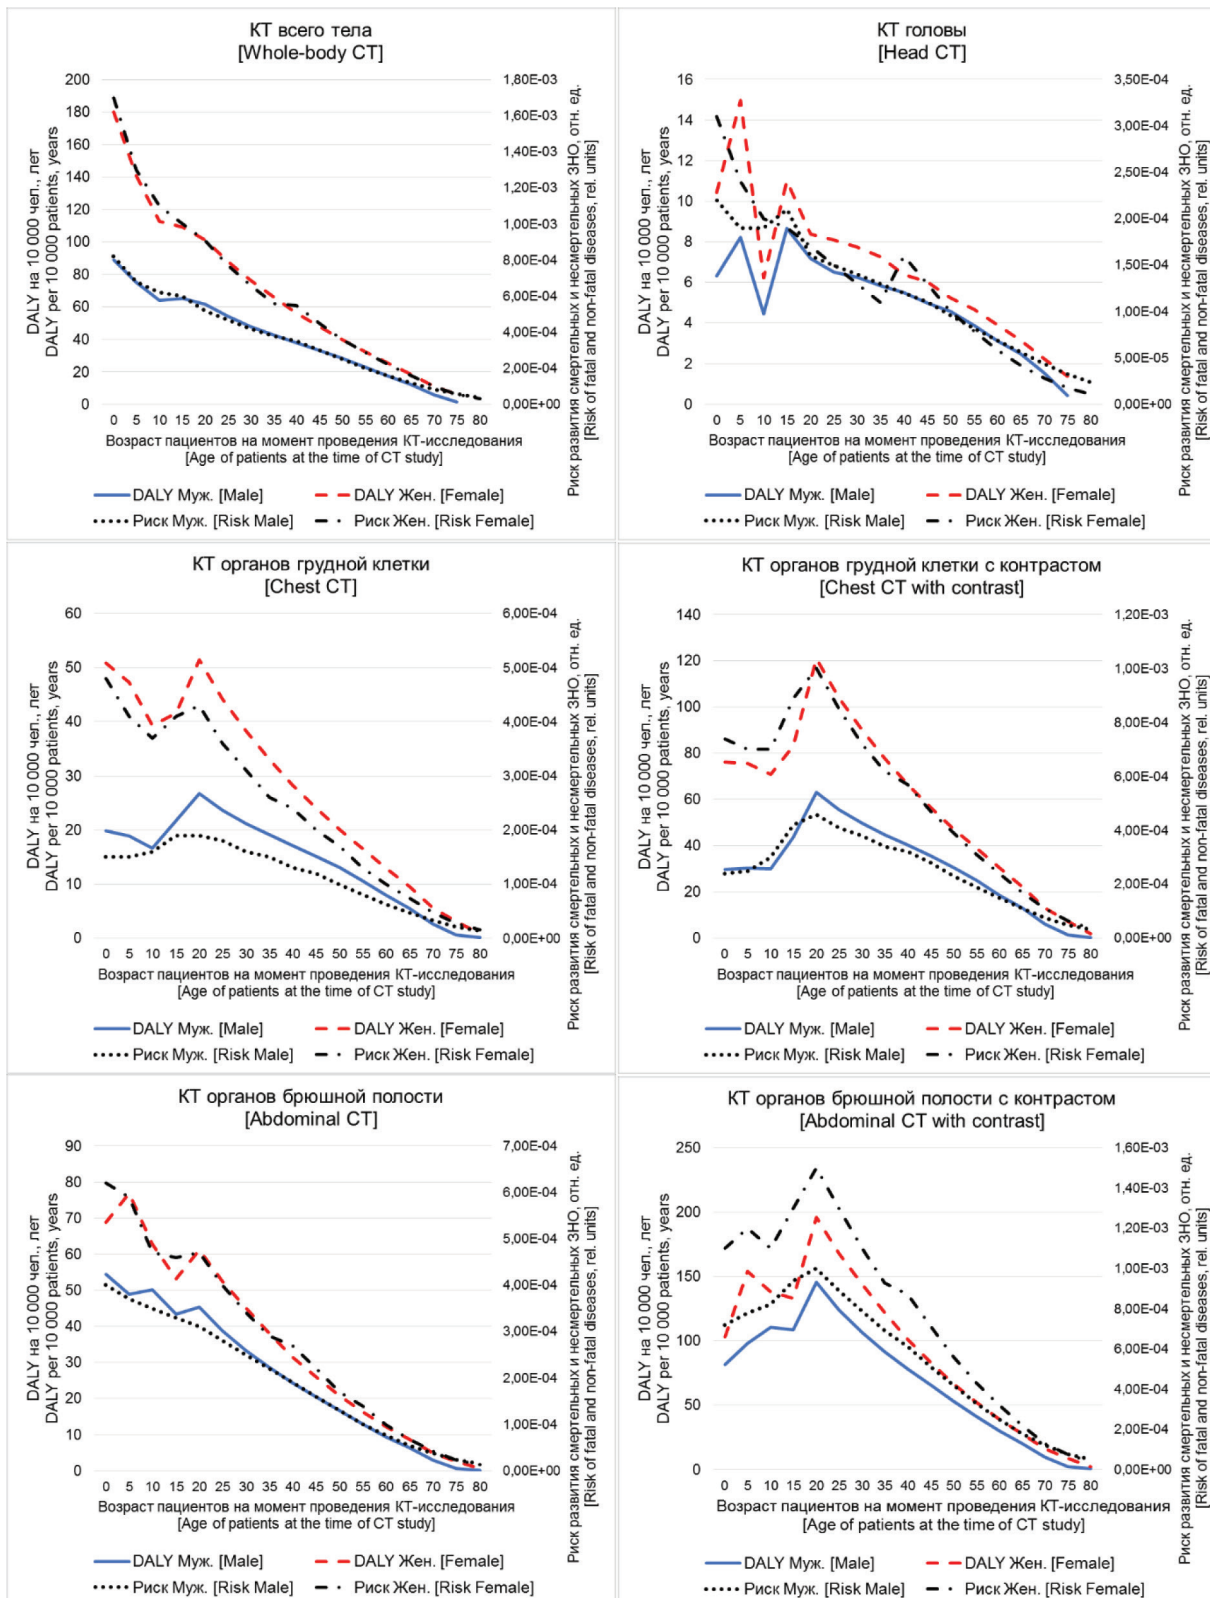 КТ всего тела
[Whole-body CT]
DALY на 10 000 чел., лет
DALY per 10 000 patients, years
200
180
160
140
120
100
80
60
40
20
0
1,80E-03
1,60E-03
1,40E-03
1,20E-03
1,00E-03
8,00E-04
6,00E-04
4,00E-04
2,00E-04
0,00E+00
Риск развития смертельных и несмертельных ЗНО, отн. ед.
[Risk of fatal and non-fatal diseases, rel. units]
0 5 10 15 20 25 30 35 40 45 50 55 60 65 70 75 80
Возраст пациентов на момент проведения КТ-исследования
[Age of patients at the time of CT study]
DALY Муж. [Male] DALY Жен. [Female]
Риск Муж. [Risk Male] Риск Жен. [Risk Female]
КТ головы
[Head CT]
DALY на 10 000 чел., лет
DALY per 10 000 patients, years
16
14
12
10
8
6
4
2
0
3,50E-04
3,00E-04
2,50E-04
2,00E-04
1,50E-04
1,00E-04
5,00E-05
0,00E+00
Риск развития смертельных и несмертельных ЗНО, отн. ед.
[Risk of fatal and non-fatal diseases, rel. units]
0 5 10 15 20 25 30 35 40 45 50 55 60 65 70 75 80
Возраст пациентов на момент проведения КТ-исследования
[Age of patients at the time of CT study]
DALY Муж. [Male] DALY Жен. [Female]
Риск Муж. [Risk Male] Риск Жен. [Risk Female]
КТ органов грудной клетки
[Chest CT]
DALY на 10 000 чел., лет
DALY per 10 000 patients, years
60
50
40
30
20
10
0
6,00E-04
5,00E-04
4,00E-04
3,00E-04
2,00E-04
1,00E-04
0,00E+00
Риск развития смертельных и несмертельных ЗНО, отн. ед.
[Risk of fatal and non-fatal diseases, rel. units]
0 5 10 15 20 25 30 35 40 45 50 55 60 65 70 75 80
Возраст пациентов на момент проведения КТ-исследования
[Age of patients at the time of CT study]
DALY Муж. [Male] DALY Жен. [Female]
Риск Муж. [Risk Male] Риск Жен. [Risk Female]
КТ органов грудной клетки с контрастом
[Chest CT with contrast]
DALY на 10 000 чел., лет
DALY per 10 000 patients, years
140
120
100
80
60
40
20
0
1,20E-03
1,00E-03
8,00E-04
6,00E-04
4,00E-04
2,00E-04
0,00E+00
Риск развития смертельных и несмертельных ЗНО, отн. ед.
[Risk of fatal and non-fatal diseases, rel. units]
0 5 10 15 20 25 30 35 40 45 50 55 60 65 70 75 80
Возраст пациентов на момент проведения КТ-исследования
[Age of patients at the time of CT study]
DALY Муж. [Male] DALY Жен. [Female]
Риск Муж. [Risk Male] Риск Жен. [Risk Female]
КТ органов брюшной полости
[Abdominal CT]
DALY на 10 000 чел., лет
DALY per 10 000 patients, years
90
80
70
60
50
40
30
20
10
0
7,00E-04
6,00E-04
5,00E-04
4,00E-04
3,00E-04
2,00E-04
1,00E-04
0,00E+00
Риск развития смертельных и несмертельных ЗНО, отн. ед.
[Risk of fatal and non-fatal diseases, rel. units]
0 5 10 15 20 25 30 35 40 45 50 55 60 65 70 75 80
Возраст пациентов на момент проведения КТ-исследования
[Age of patients at the time of CT study]
DALY Муж. [Male] DALY Жен. [Female]
Риск Муж. [Risk Male] Риск Жен. [Risk Female]
КТ органов брюшной полости с контрастом
[Abdominal CT with contrast]
DALY на 10 000 чел., лет
DALY per 10 000 patients, years
250
200
150
100
50
0
1,60E-03
1,40E-03
1,20E-03
1,00E-03
8,00E-04
6,00E-04
4,00E-04
2,00E-04
0,00E+00
Риск развития смертельных и несмертельных ЗНО, отн. ед.
[Risk of fatal and non-fatal diseases, rel. units]
0 5 10 15 20 25 30 35 40 45 50 55 60 65 70 75 80
Возраст пациентов на момент проведения КТ-исследования
[Age of patients at the time of CT study]
DALY Муж. [Male] DALY Жен. [Female]
Риск Муж. [Risk Male] Риск Жен. [Risk Female]